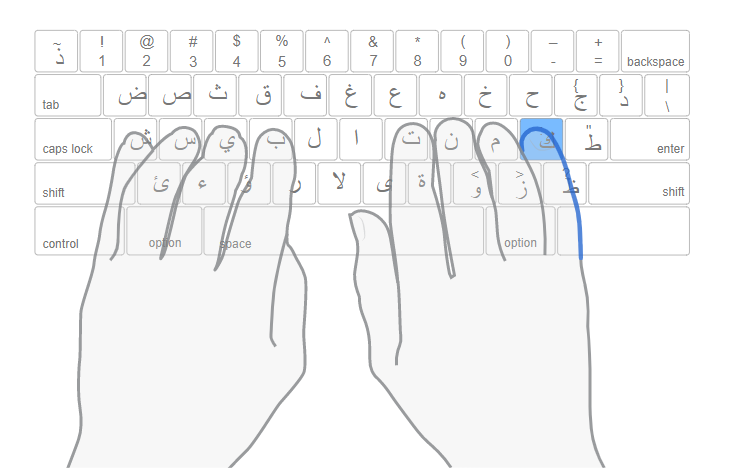 ~ ! @ # $ % ^ & * ( ) – +
ذ 1 2 3 4 5 6 7 8 9 0 - = backspace
{ } |
tab ض ص ث ق ف غ ع ه خ ح ج د \
"
caps lock ش س ي ب ل ا ت ن م ك ط enter
< >
shift ئ ء ؤ ر لا ى ة و ز ظ shift
control option space option